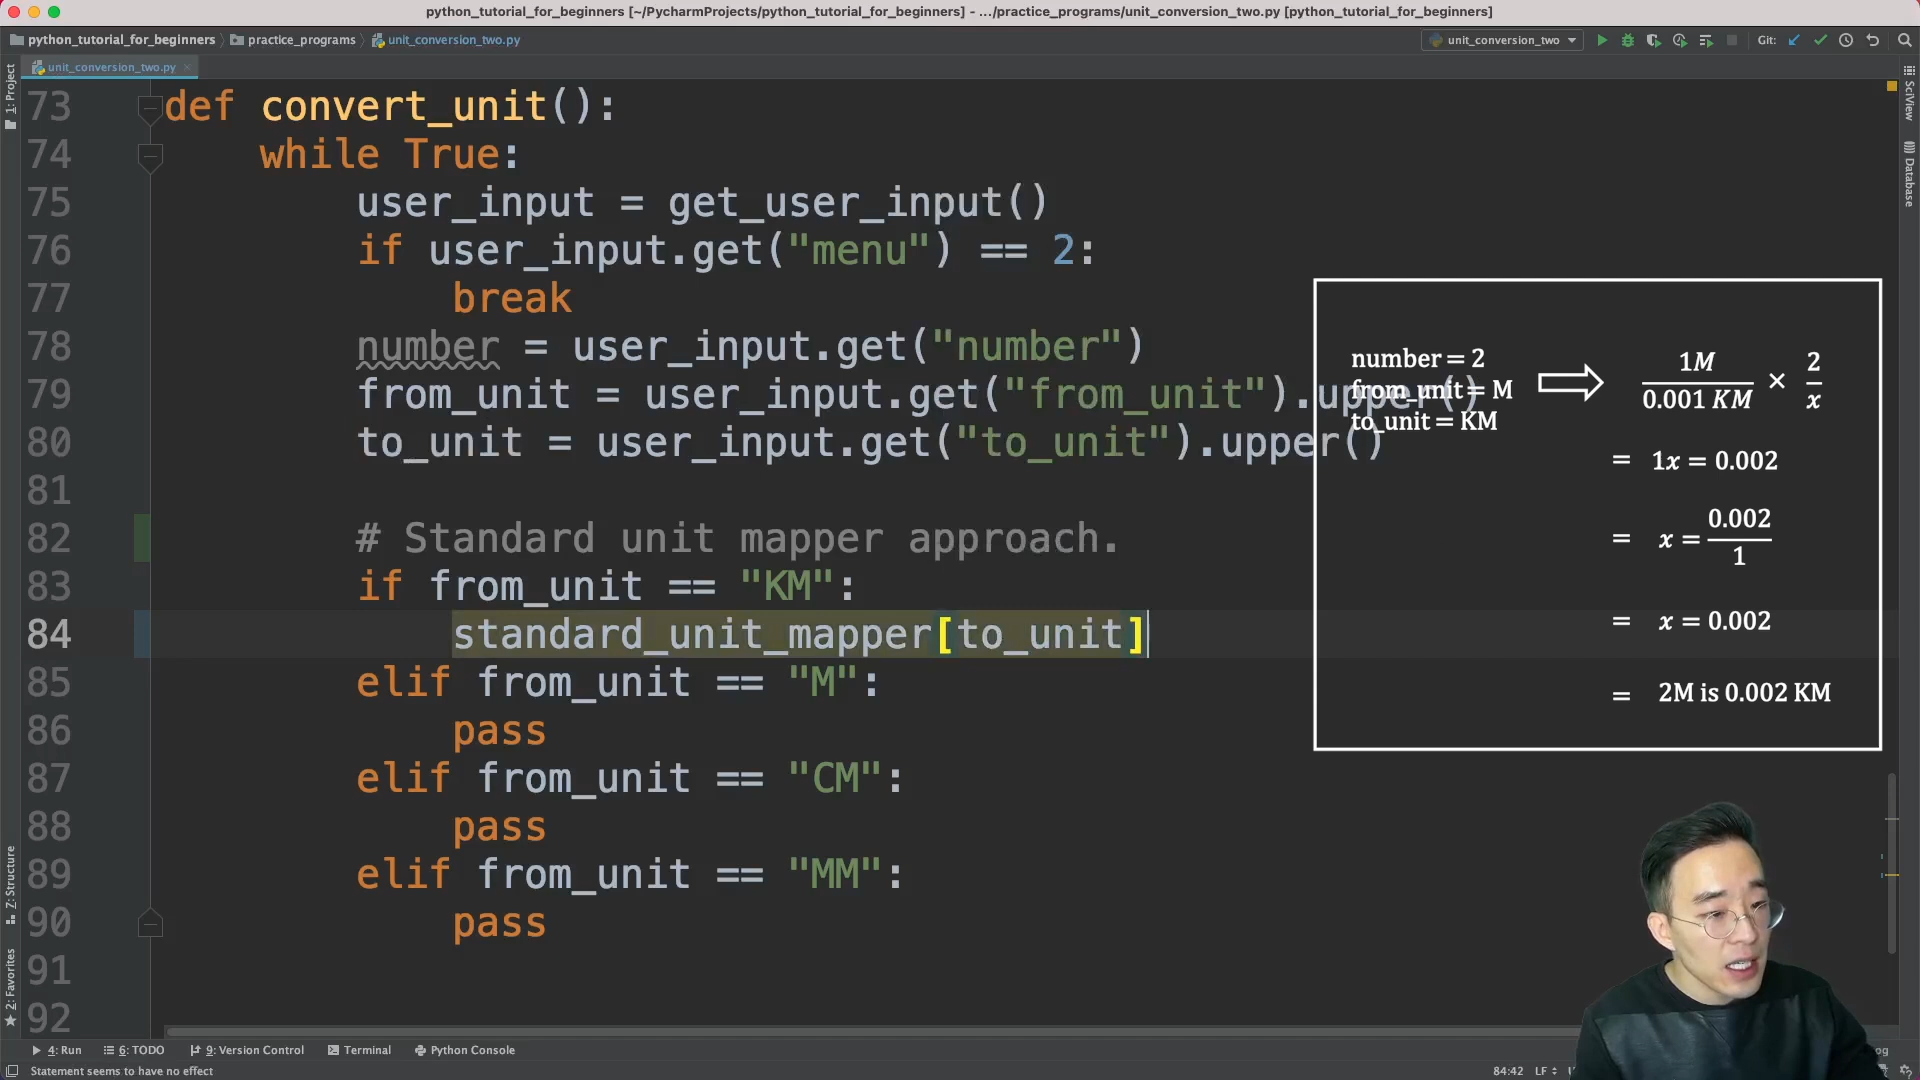 python_tutorial_for_beginners [~/PycharmProjects/python_tutorial_for_beginners] - .../practice_programs/unit_conversion_two.py [python_tutorial_for_beginners]
python_tutorial_for_beginners practice_programs unit_conversion_two.py
unit_conversion_two Git:
unit_conversion_two.py
1: Project
SciView
Database
73 def convert_unit():
74 while True:
75 user_input = get_user_input()
76 if user_input.get("menu") == 2:
77 break
78 number = user_input.get("number")
79 from_unit = user_input.get("from_unit").upper()
80 to_unit = user_input.get("to_unit").upper()
81
82 # Standard unit mapper approach.
83 if from_unit == "KM":
84 standard_unit_mapper[to_unit]
85 elif from_unit == "M":
86 pass
87 elif from_unit == "CM":
88 pass
89 elif from_unit == "MM":
90 pass
91
92
number = 2
from_unit = M
to_unit = KM
1M
0.001 KM
× 2
x
= 1x = 0.002
= x = 0.002
1
= x = 0.002
= 2M is 0.002 KM
Z: Structure
2: Favorites
4: Run 6: TODO 9: Version Control Terminal Python Console
Statement seems to have no effect
84:42 LF